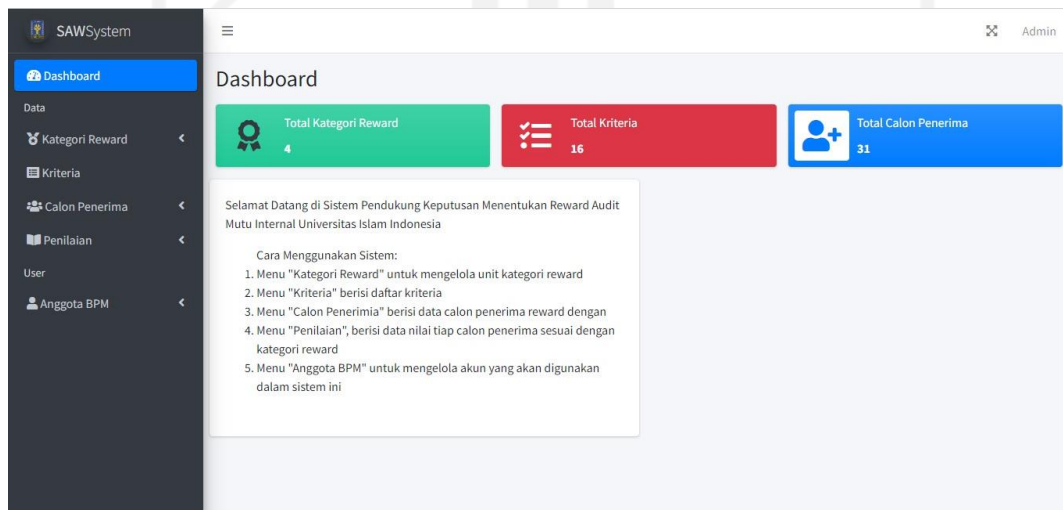 SAWSystem
Admin
Dashboard
Data
Kategori Reward
Kriteria
Calon Penerima
Penilaian
User
Anggota BPM
Dashboard
Total Kategori Reward
4
Total Kriteria
16
Total Calon Penerima
31
Selamat Datang di Sistem Pendukung Keputusan Menentukan Reward Audit
Mutu Internal Universitas Islam Indonesia
Cara Menggunakan Sistem:
1. Menu "Kategori Reward" untuk mengelola unit kategori reward
2. Menu "Kriteria" berisi daftar kriteria
3. Menu "Calon Penerimia" berisi data calon penerima reward dengan
4. Menu "Penilaian", berisi data nilai tiap calon penerima sesuai dengan
kategori reward
5. Menu "Anggota BPM" untuk mengelola akun yang akan digunakan
dalam sistem ini